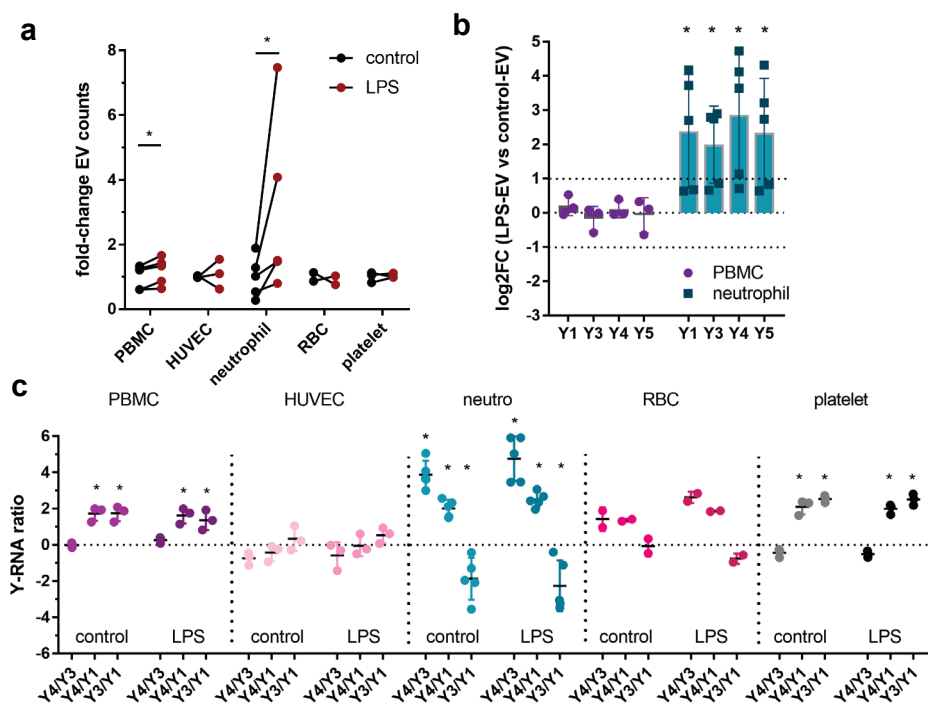 a
fold-change EV counts
8
6
4
2
0
*
*
control
LPS
PBMC
HUVEC
neutrophil
RBC
platelet
b
log2FC (LPS-EV vs control-EV)
5
4
3
2
1
0
-1
-2
-3
* * * *
PBMC
neutrophil
Y1 Y3 Y4 Y5 Y1 Y3 Y4 Y5
c
PBMC HUVEC neutro RBC platelet
Y-RNA ratio
6
4
2
0
-2
-4
-6
* * * * * * * * * * * * * *
control LPS control LPS control LPS control LPS control LPS
Y4/Y3 Y4/Y1 Y3/Y1 Y4/Y3 Y4/Y1 Y3/Y1 Y4/Y3 Y4/Y1 Y3/Y1 Y4/Y3 Y4/Y1 Y3/Y1 Y4/Y3 Y4/Y1 Y3/Y1 Y4/Y3 Y4/Y1 Y3/Y1 Y4/Y3 Y4/Y1 Y3/Y1 Y4/Y3 Y4/Y1 Y3/Y1 Y4/Y3 Y4/Y1 Y3/Y1 Y4/Y3 Y4/Y1 Y3/Y1